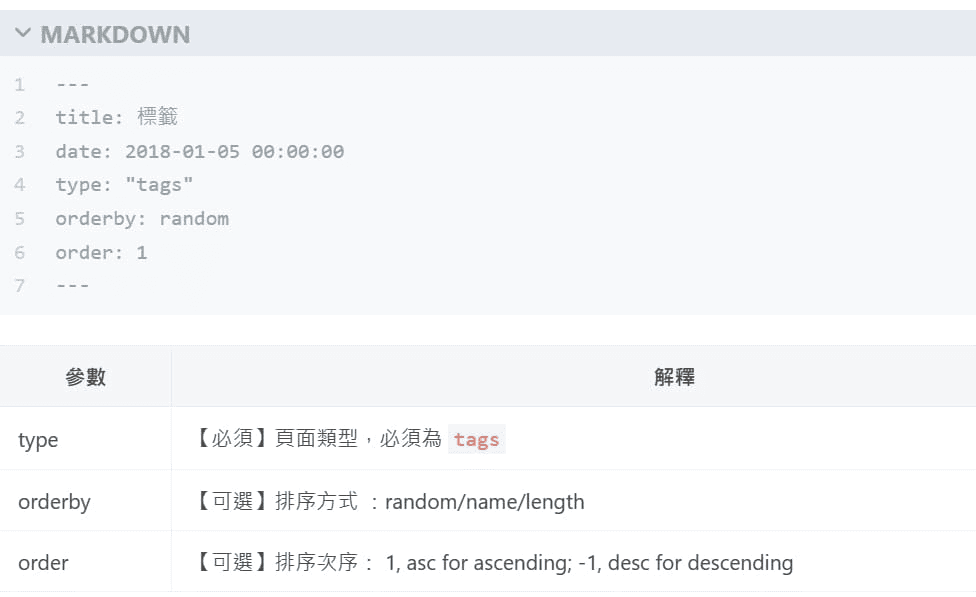 MARKDOWN
1 ---
2 title: 標籤
3 date: 2018-01-05 00:00:00
4 type: "tags"
5 orderby: random
6 order: 1
7 ---
參數 解釋
type 【必須】頁面類型，必須為 tags
orderby 【可選】排序方式 ：random/name/length
order 【可選】排序次序： 1, asc for ascending; -1, desc for descending